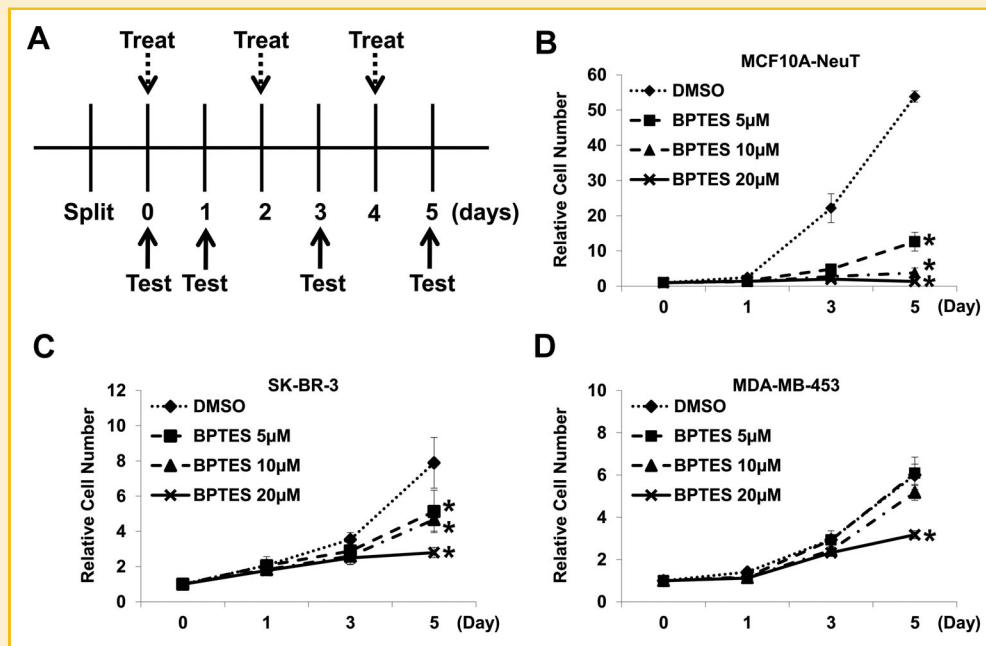 A
Treat Treat Treat
Split 0 1 2 3 4 5 (days)
Test Test Test Test
B
MCF10A-NeuT
Relative Cell Number
60
50
40
30
20
10
0
DMSO
BPTES 5µM
BPTES 10µM
BPTES 20µM
*
*
*
0 1 3 5 (Day)
C
SK-BR-3
Relative Cell Number
12
10
8
6
4
2
0
DMSO
BPTES 5µM
BPTES 10µM
BPTES 20µM
*
*
*
0 1 3 5 (Day)
D
MDA-MB-453
Relative Cell Number
10
8
6
4
2
0
DMSO
BPTES 5µM
BPTES 10µM
BPTES 20µM
*
0 1 3 5 (Day)